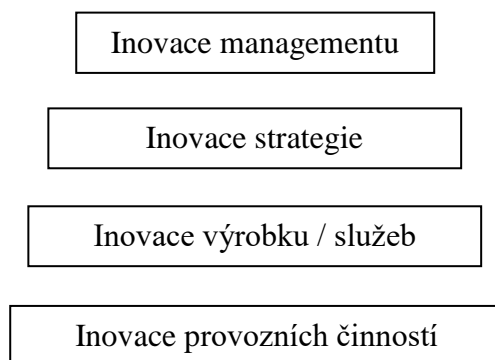 Inovace managementu
Inovace strategie
Inovace výrobku / služeb
Inovace provozních činností